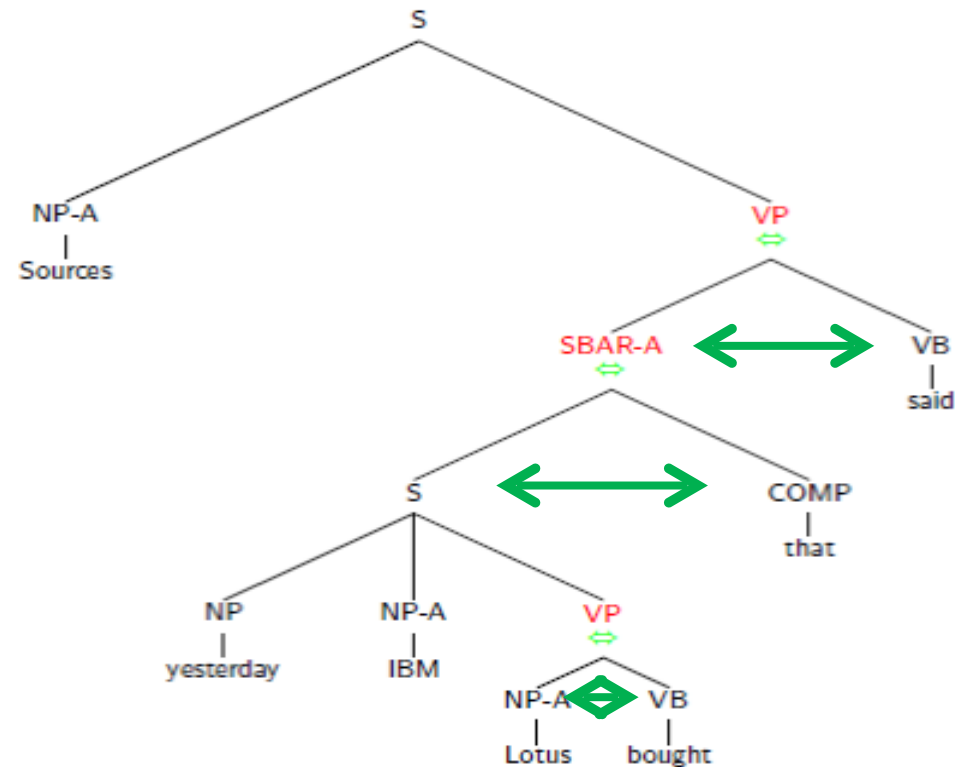 S
NP-A VP
Sources
SBAR-A VB
said
S COMP
that
NP NP-A VP
yesterday IBM
NP-A VB
Lotus bought